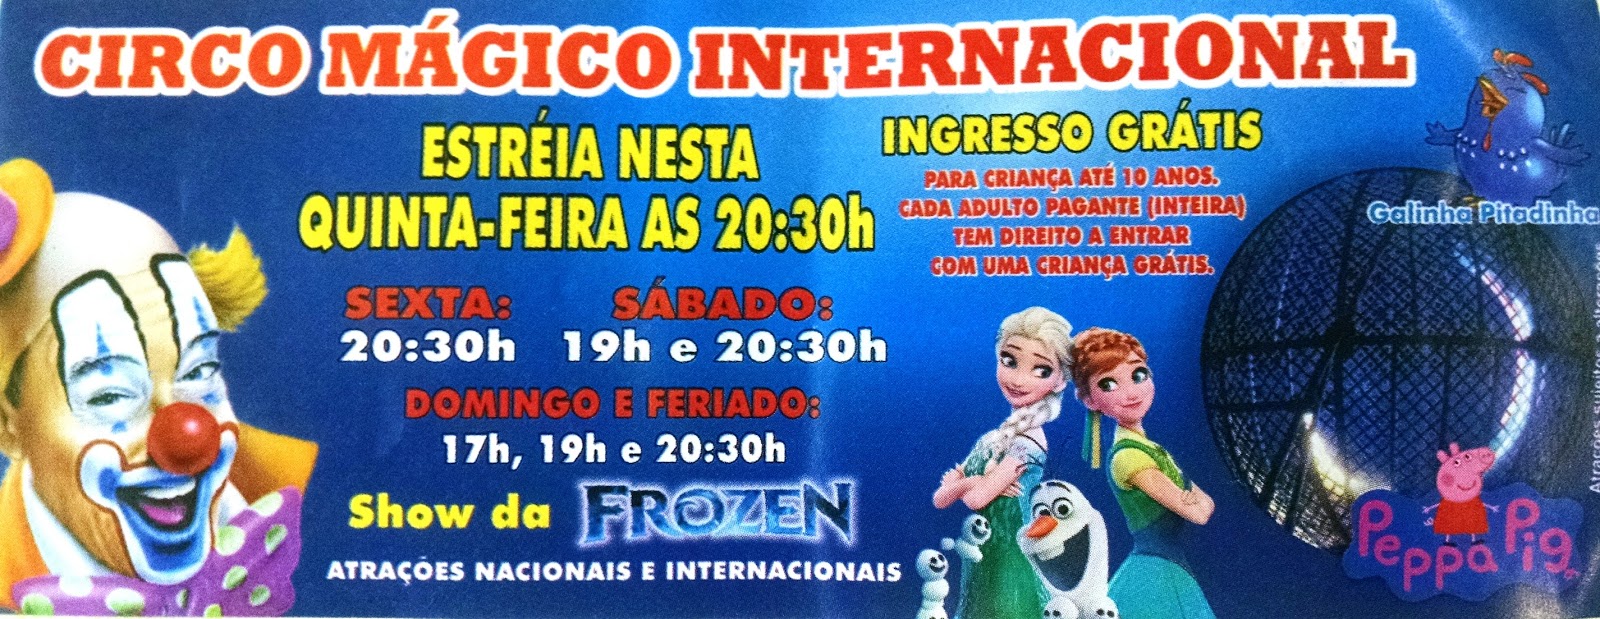 CIRCO MÁGICO INTERNACIONAL
ESTRÉIA NESTA
QUINTA-FEIRA AS 20:30h
SEXTA: SÁBADO:
20:30h 19h e 20:30h
DOMINGO E FERIADO:
17h, 19h e 20:30h
Show da FROZEN
ATRAÇÕES NACIONAIS E INTERNACIONAIS
INGRESSO GRÁTIS
PARA CRIANÇA ATÉ 10 ANOS.
CADA ADULTO PAGANTE (INTEIRA)
TEM DIREITO A ENTRAR
COM UMA CRIANÇA GRÁTIS.
Galinha Pitadinha
Peppa Pig
Atrações